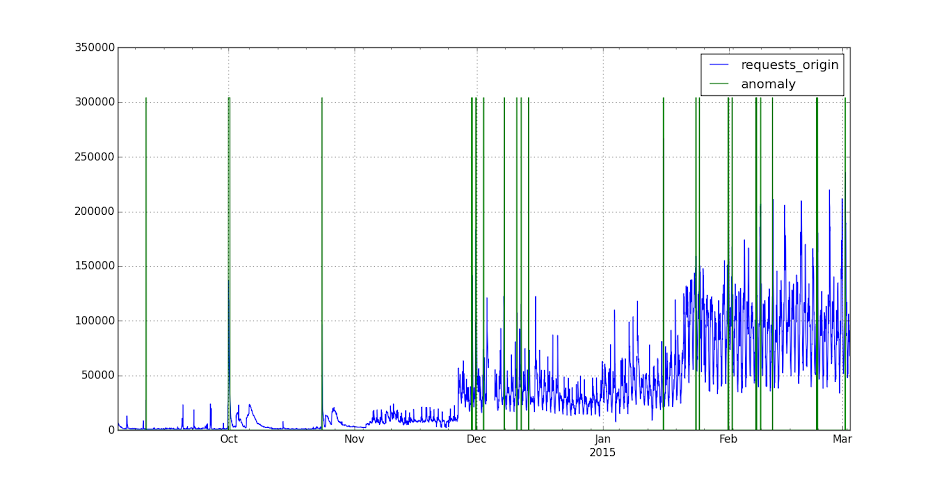 350000
300000
250000
200000
150000
100000
50000
0
requests_origin
anomaly
Oct
Nov
Dec
Jan
2015
Feb
Mar